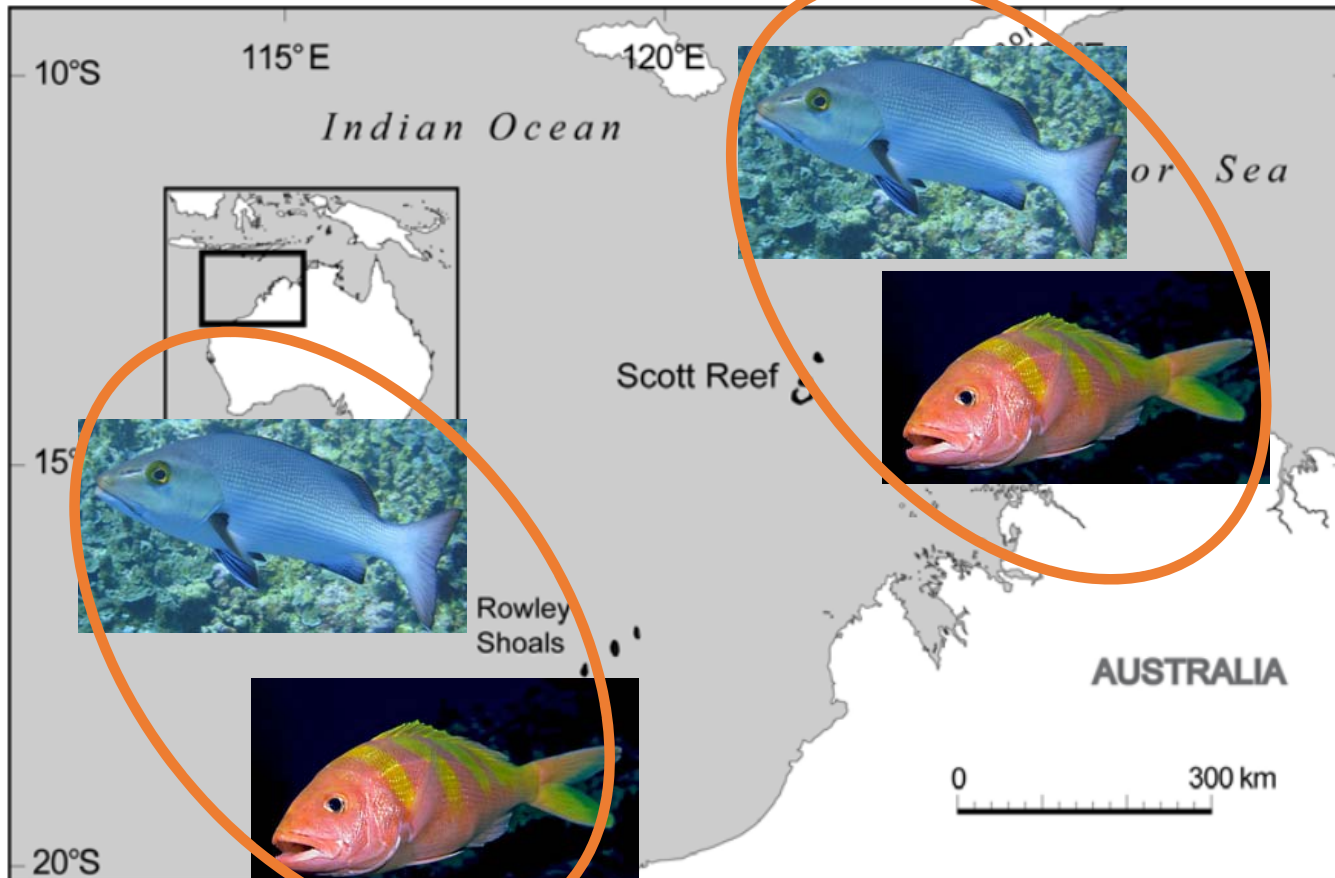 115°E
120°E
10°S
Indian Ocean
or Sea
Scott Reef
15°
Rowley
Shoals
AUSTRALIA
0 300 km
20°S